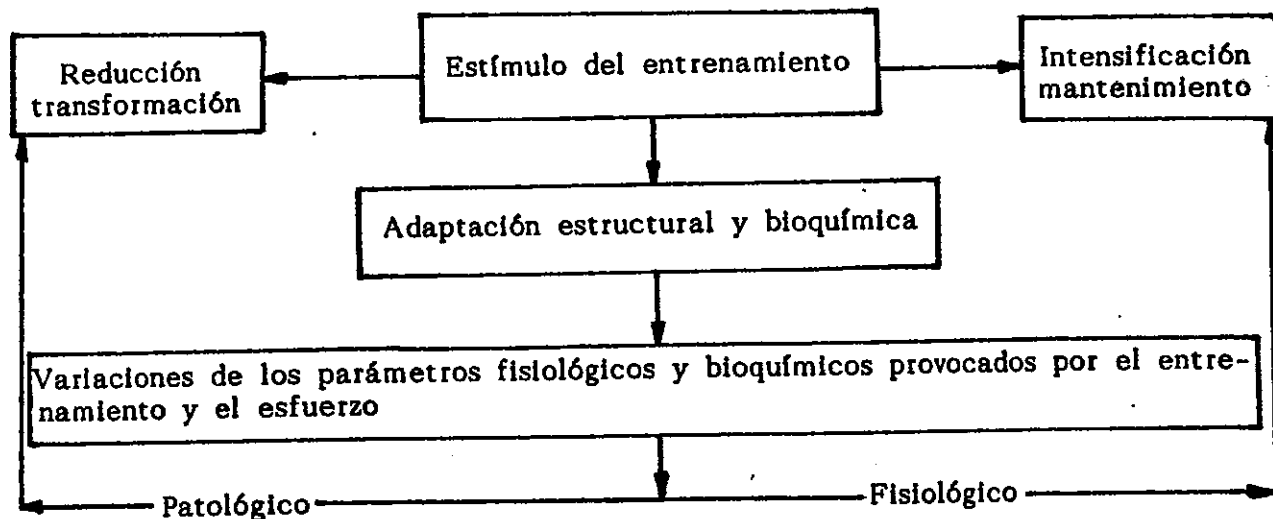 Reducción
transformación
Estímulo del entrenamiento
Intensificación
mantenimiento
Adaptación estructural y bioquímica
Variaciones de los parámetros fisiológicos y bioquímicos provocados por el entre-
namiento y el esfuerzo
Patológico
Fisiológico